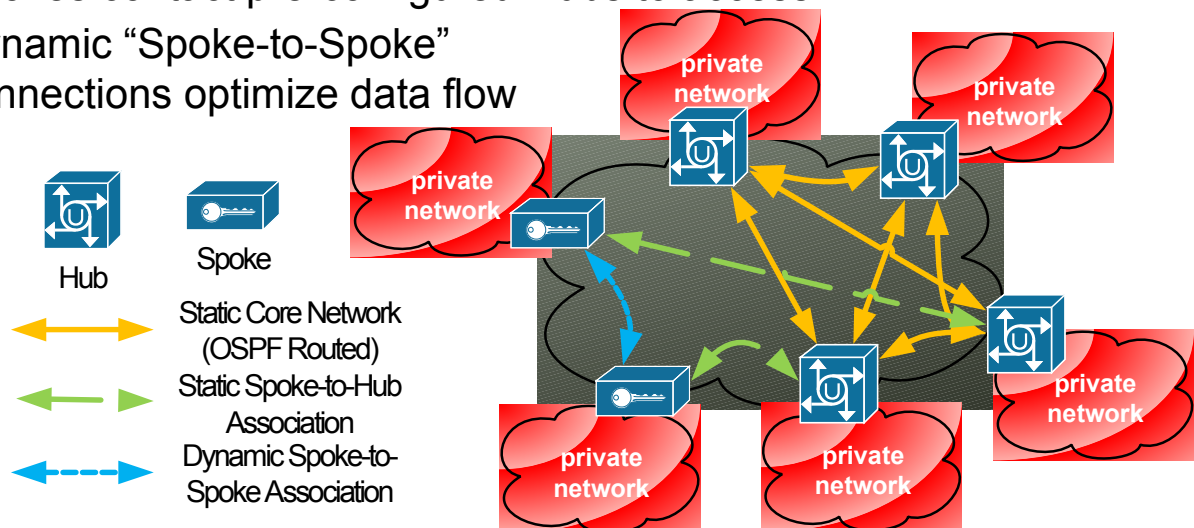 ynamic “Spoke-to-Spoke”
nnections optimize data flow
private
network
private
network
private
network
Hub
Spoke
Static Core Network
(OSPF Routed)
Static Spoke-to-Hub
Association
Dynamic Spoke-to-
Spoke Association
private
network
private
network
private
network
U
U
U
U
U